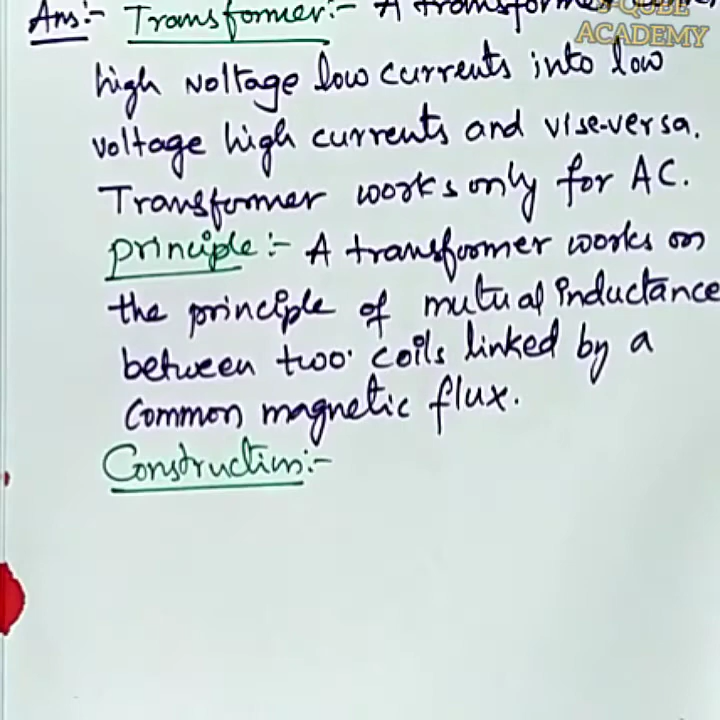 Ans:- Transformer:- A transformer
ACADEMY
high voltage low currents into low
voltage high currents and vise-versa.
Transformer works only for AC.
principle:- A transformer works on
the principle of mutual inductance
between two coils linked by a
common magnetic flux.
Construction:-